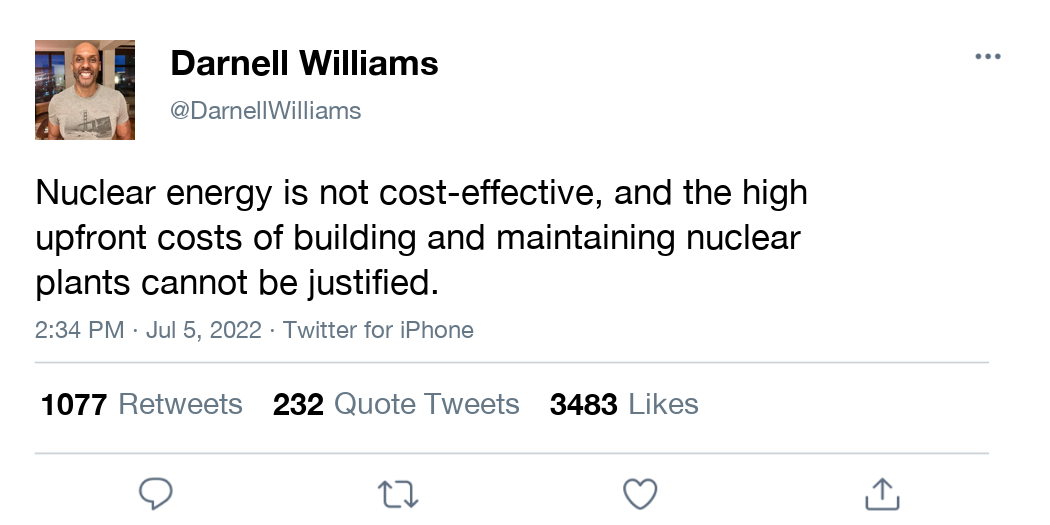 Darnell Williams
@DarnellWilliams
Nuclear energy is not cost-effective, and the high
upfront costs of building and maintaining nuclear
plants cannot be justified.
2:34 PM · Jul 5, 2022 · Twitter for iPhone
1077 Retweets 232 Quote Tweets 3483 Likes